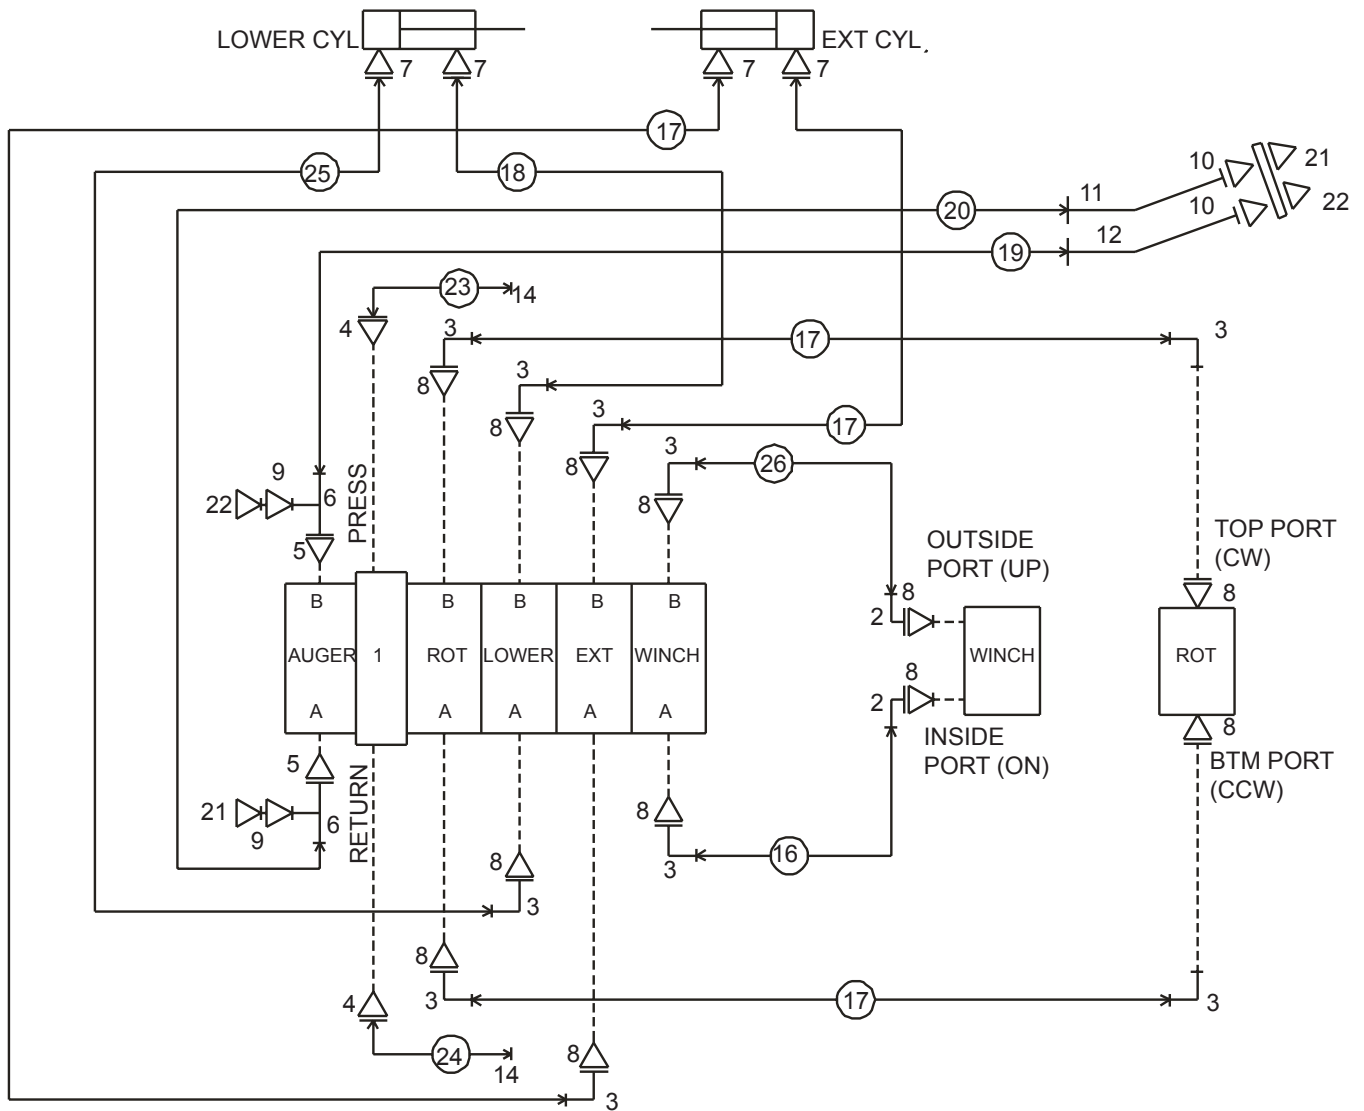 LOWER CYL
EXT CYL.
7
7
7
7
17
25
18
10
21
20
11
10
22
19
12
23
14
4
3
17
3
8
3
8
3
17
8
3
26
9
22
6
PRESS
8
8
5
OUTSIDE
PORT (UP)
TOP PORT
(CW)
8
2
8
B
B
B
B
B
AUGER
1
ROT
LOWER
EXT
WINCH
WINCH
ROT
A
A
A
A
A
8
2
8
INSIDE
PORT (ON)
BTM PORT
(CCW)
5
RETURN
21
9
6
8
3
16
8
3
8
3
17
3
4
24
14
8
3